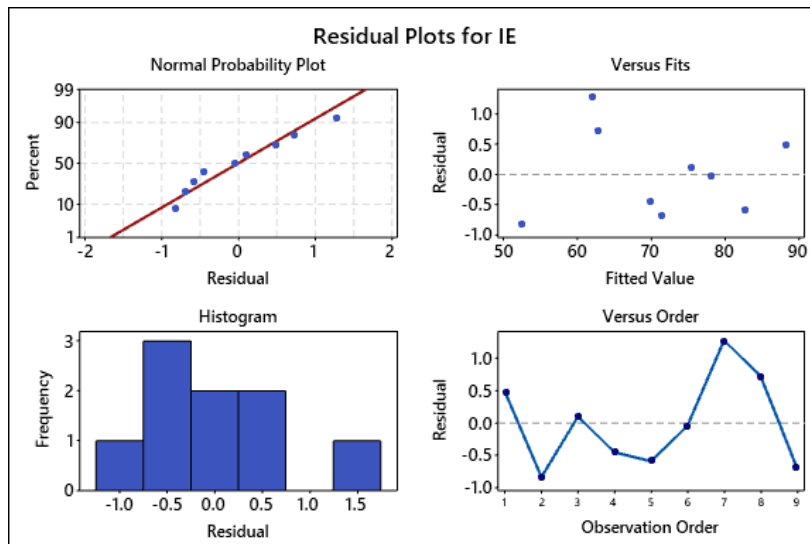 Residual Plots for IE
Normal Probability Plot
99
90
50
10
1
Percent
-2 -1 0 1 2
Residual
Versus Fits
1.0
0.5
0.0
-0.5
-1.0
Residual
50 60 70 80 90
Fitted Value
Histogram
3
2
1
0
Frequency
-1.0 -0.5 0.0 0.5 1.0 1.5
Residual
Versus Order
1.0
0.5
0.0
-0.5
-1.0
Residual
1 2 3 4 5 6 7 8 9
Observation Order